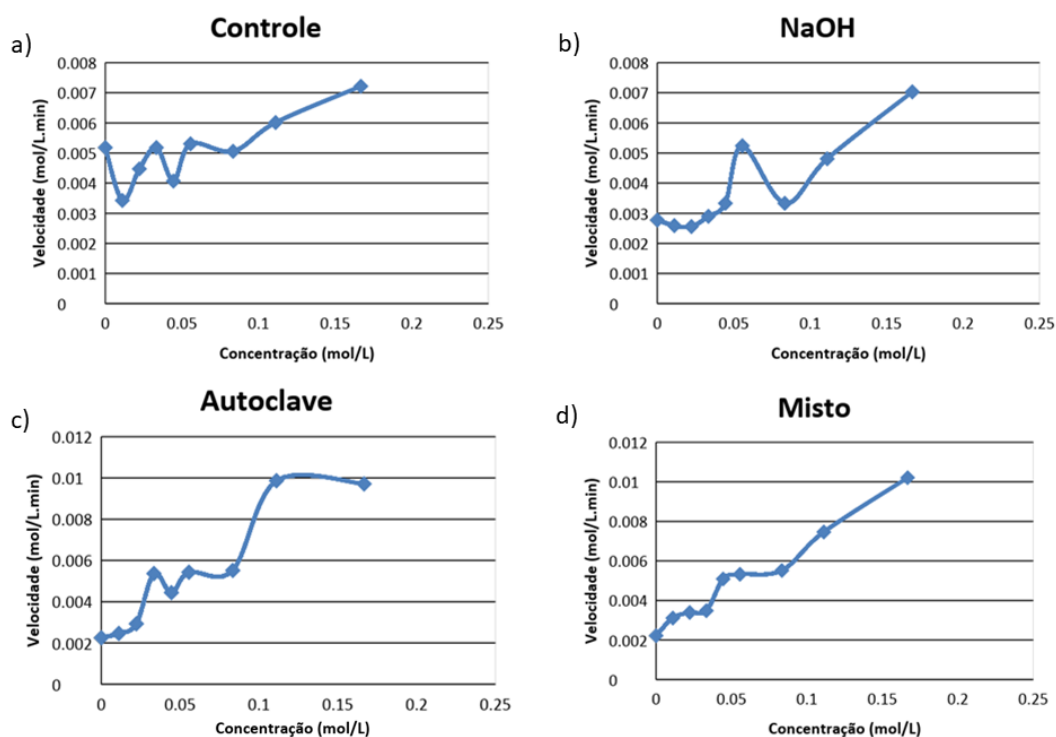 a)
Controle
0.008
0.007
0.006
0.005
0.004
0.003
0.002
0.001
0
Velocidade (mol/L.min)
0 0.05 0.1 0.15 0.2 0.25
Concentração (mol/L)
b)
NaOH
0.008
0.007
0.006
0.005
0.004
0.003
0.002
0.001
0
Velocidade (mol/L.min)
0 0.05 0.1 0.15 0.2 0.25
Concentração (mol/L)
c)
Autoclave
0.012
0.01
0.008
0.006
0.004
0.002
0
Velocidade (mol/L.min)
0 0.05 0.1 0.15 0.2 0.25
Concentração (mol/L)
d)
Misto
0.012
0.01
0.008
0.006
0.004
0.002
0
Velocidade (mol/L.min)
0 0.05 0.1 0.15 0.2 0.25
Concentração (mol/L)